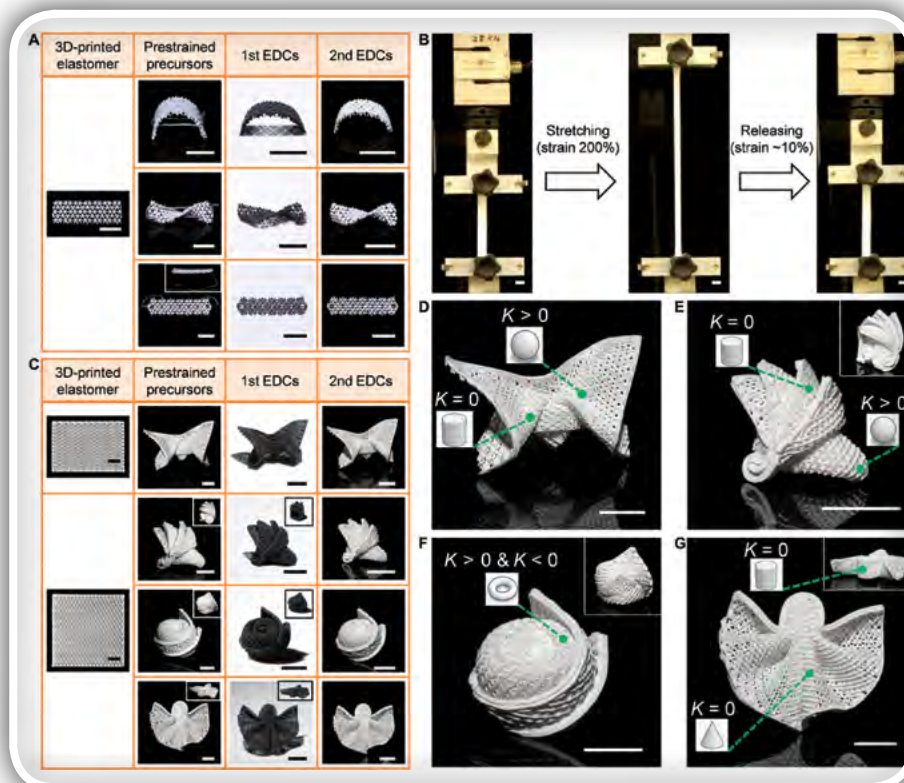 A
3D-printed
elastomer
Prestrained
precursors
1st EDCs
2nd EDCs
B
Stretching
(strain 200%)
Releasing
(strain ~10%)
C
3D-printed
elastomer
Prestrained
precursors
1st EDCs
2nd EDCs
D
K > 0
K = 0
E
K = 0
K > 0
F
K > 0 & K < 0
G
K = 0
K = 0